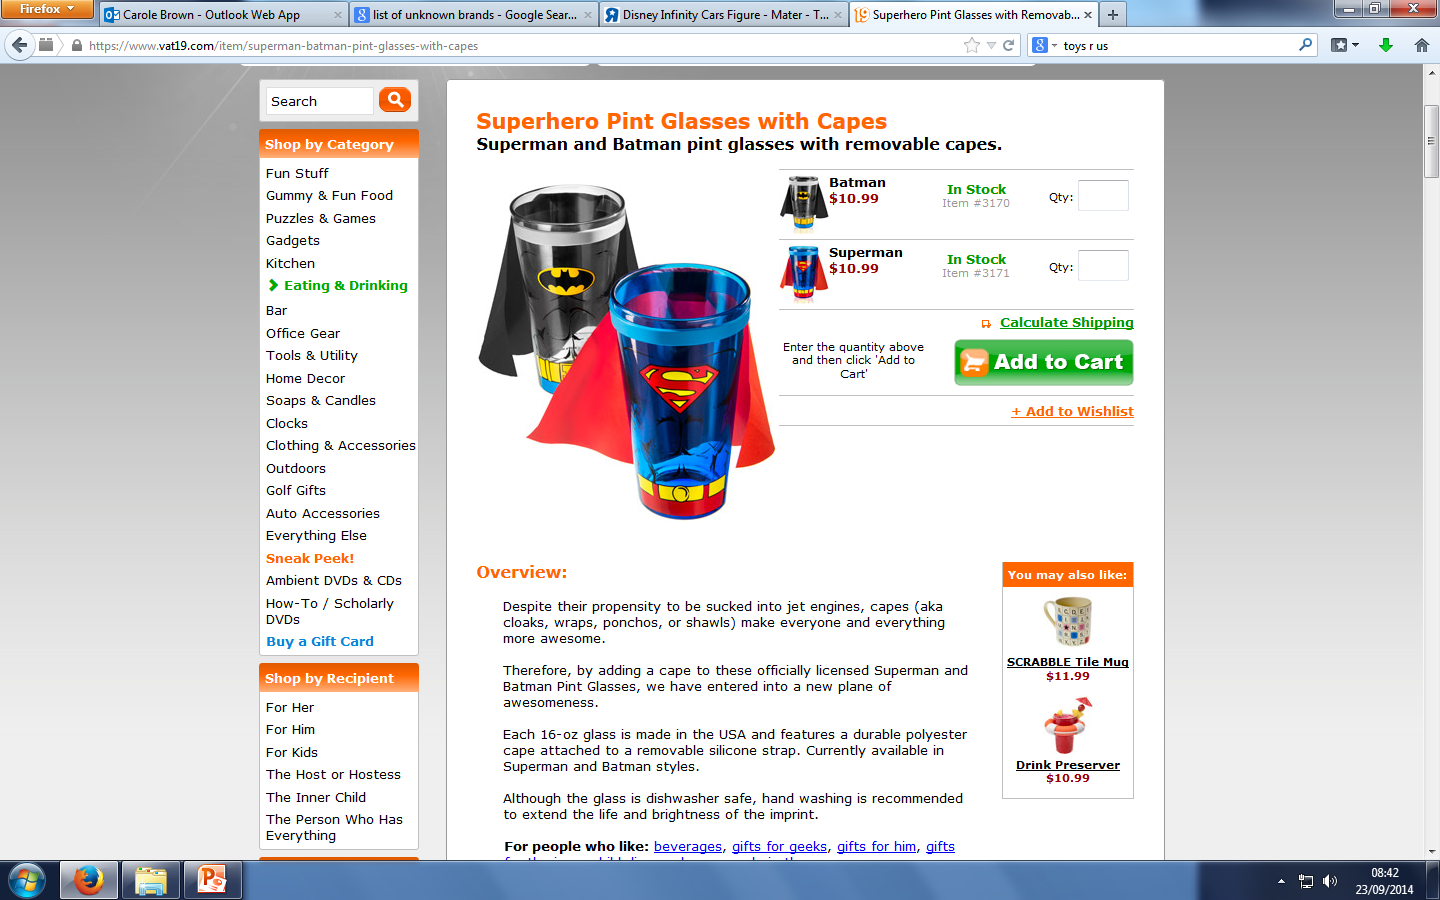 Firefox
Carole Brown - Outlook Web App
list of unknown brands - Google Sear...
Disney Infinity Cars Figure - Mater - T...
Superhero Pint Glasses with Removab...
https://www.vat19.com/item/superman-batman-pint-glasses-with-capes
toys r us
Search
Shop by Category
Fun Stuff
Gummy & Fun Food
Puzzles & Games
Gadgets
Kitchen
Eating & Drinking
Bar
Office Gear
Tools & Utility
Home Decor
Soaps & Candles
Clocks
Clothing & Accessories
Outdoors
Golf Gifts
Auto Accessories
Everything Else
Sneak Peek!
Ambient DVDs & CDs
How-To / Scholarly
DVDs
Buy a Gift Card
Shop by Recipient
For Her
For Him
For Kids
The Host or Hostess
The Inner Child
The Person Who Has
Everything
Superhero Pint Glasses with Capes
Superman and Batman pint glasses with removable capes.
Batman
$10.99
In Stock
Item #3170
Qty:
Superman
$10.99
In Stock
Item #3171
Qty:
Calculate Shipping
Enter the quantity above
and then click 'Add to
Cart'
Add to Cart
+ Add to Wishlist
Overview:
Despite their propensity to be sucked into jet engines, capes (aka
cloaks, wraps, ponchos, or shawls) make everyone and everything
more awesome.
Therefore, by adding a cape to these officially licensed Superman and
Batman Pint Glasses, we have entered into a new plane of
awesomeness.
Each 16-oz glass is made in the USA and features a durable polyester
cape attached to a removable silicone strap. Currently available in
Superman and Batman styles.
Although the glass is dishwasher safe, hand washing is recommended
to extend the life and brightness of the imprint.
For people who like: beverages, gifts for geeks, gifts for him, gifts
You may also like:
SCRABBLE Tile Mug
$11.99
Drink Preserver
$10.99
08:42
23/09/2014